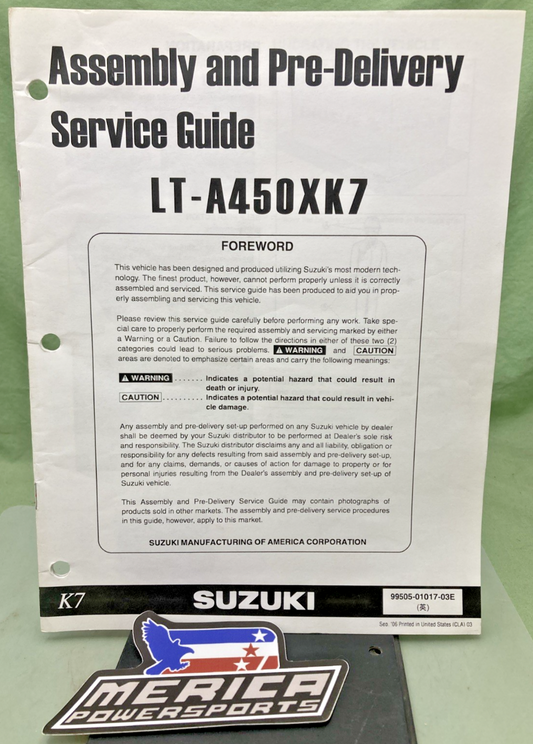 Assembly and Pre-Delivery
Service Guide
LT-A450XK7
FOREWORD
This vehicle has been designed and produced utilizing Suzuki's most modern tech-
nology. The finest product, however, cannot perform properly unless it is correctly
assembled and serviced. This service guide has been produced to aid you in prop-
erly assembling and servicing this vehicle.
Please review this service guide carefully before performing any work. Take spe-
cial care to properly perform the required assembly and servicing marked by either
a Warning or a Caution. Failure to follow the directions in either of these two (2)
categories could lead to serious problems. WARNING and CAUTION
areas are denoted to emphasize certain areas and carry the following meanings:
WARNING ....... Indicates a potential hazard that could result in
death or injury.
CAUTION .......... Indicates a potential hazard that could result in vehi-
cle damage.
Any assembly and pre-delivery set-up performed on any Suzuki vehicle by dealer
shall be deemed by your Suzuki distributor to be performed at Dealer's sole risk
and responsibility. The Suzuki distributor disclaims any and all liability, obligation or
responsibility for any defects resulting from said assembly and pre-delivery set-up,
and for any claims, demands, or causes of action for damage to property or for
personal injuries resulting from the Dealer's assembly and pre-delivery set-up of
Suzuki vehicle.
This Assembly and Pre-Delivery Service Guide may contain photographs of
products sold in other markets. The assembly and pre-delivery service procedures
in this guide, however, apply to this market.
SUZUKI MANUFACTURING OF AMERICA CORPORATION
K7 SUZUKI 99505-01017-03E
(英)
Sep. '06 Printed in United States (CLA) 03
MERICA
POWERSPORTS